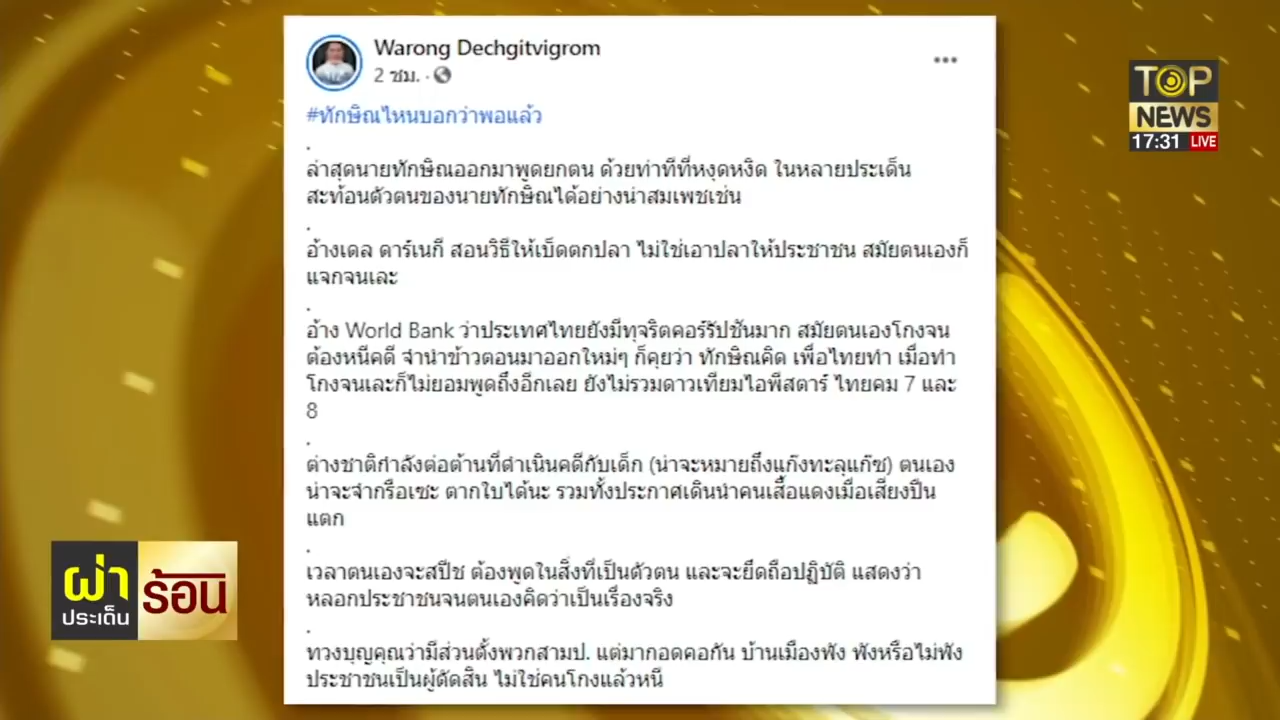 Warong Dechgitvigrom
2 ชม. ·
#ทักษิณไหนบอกว่าพอแล้ว
.
ล่าสุดนายทักษิณออกมาพูดยกตน ด้วยท่าทีที่หงุดหงิด ในหลายประเด็น
สะท้อนตัวตนของนายทักษิณได้อย่างน่าสมเพชเช่น
.
อ้างเดล คาร์เนกี สอนวิธีให้เบ็ดตกปลา ไม่ใช่เอาปลาให้ประชาชน สมัยตนเองก็
แจกจนเละ
.
อ้าง World Bank ว่าประเทศไทยยังมีทุจริตคอร์รัปชันมาก สมัยตนเองโกงจน
ต้องหนีคดี จำนำข้าวตอนมาออกใหม่ๆ ก็คุยว่า ทักษิณคิด เพื่อไทยทำ เมื่อทำ
โกงจนเละก็ไม่ยอมพูดถึงอีกเลย ยังไม่รวมดาวเทียมไอพีสตาร์ ไทยคม 7 และ
8
.
ต่างชาติกำลังต่อต้านที่ดำเนินคดีกับเด็ก (น่าจะหมายถึงแก๊งทะลุแก๊ซ) ตนเอง
น่าจะจำกรือเซะ ตากใบได้นะ รวมทั้งประกาศเดินนำคนเสื้อแดงเมื่อเสียงปืน
แตก
.
เวลาตนเองจะสปีช ต้องพูดในสิ่งที่เป็นตัวตน และจะยึดถือปฏิบัติ แสดงว่า
หลอกประชาชนจนตนเองคิดว่าเป็นเรื่องจริง
.
ทวงบุญคุณว่ามีส่วนตั้งพวกสามป. แต่มากอดคอกัน บ้านเมืองพัง พังหรือไม่พัง
ประชาชนเป็นผู้ตัดสิน ไม่ใช่คนโกงแล้วหนี
TOP
NEWS
17:31 LIVE
ผ่า
ประเด็น
ร้อน